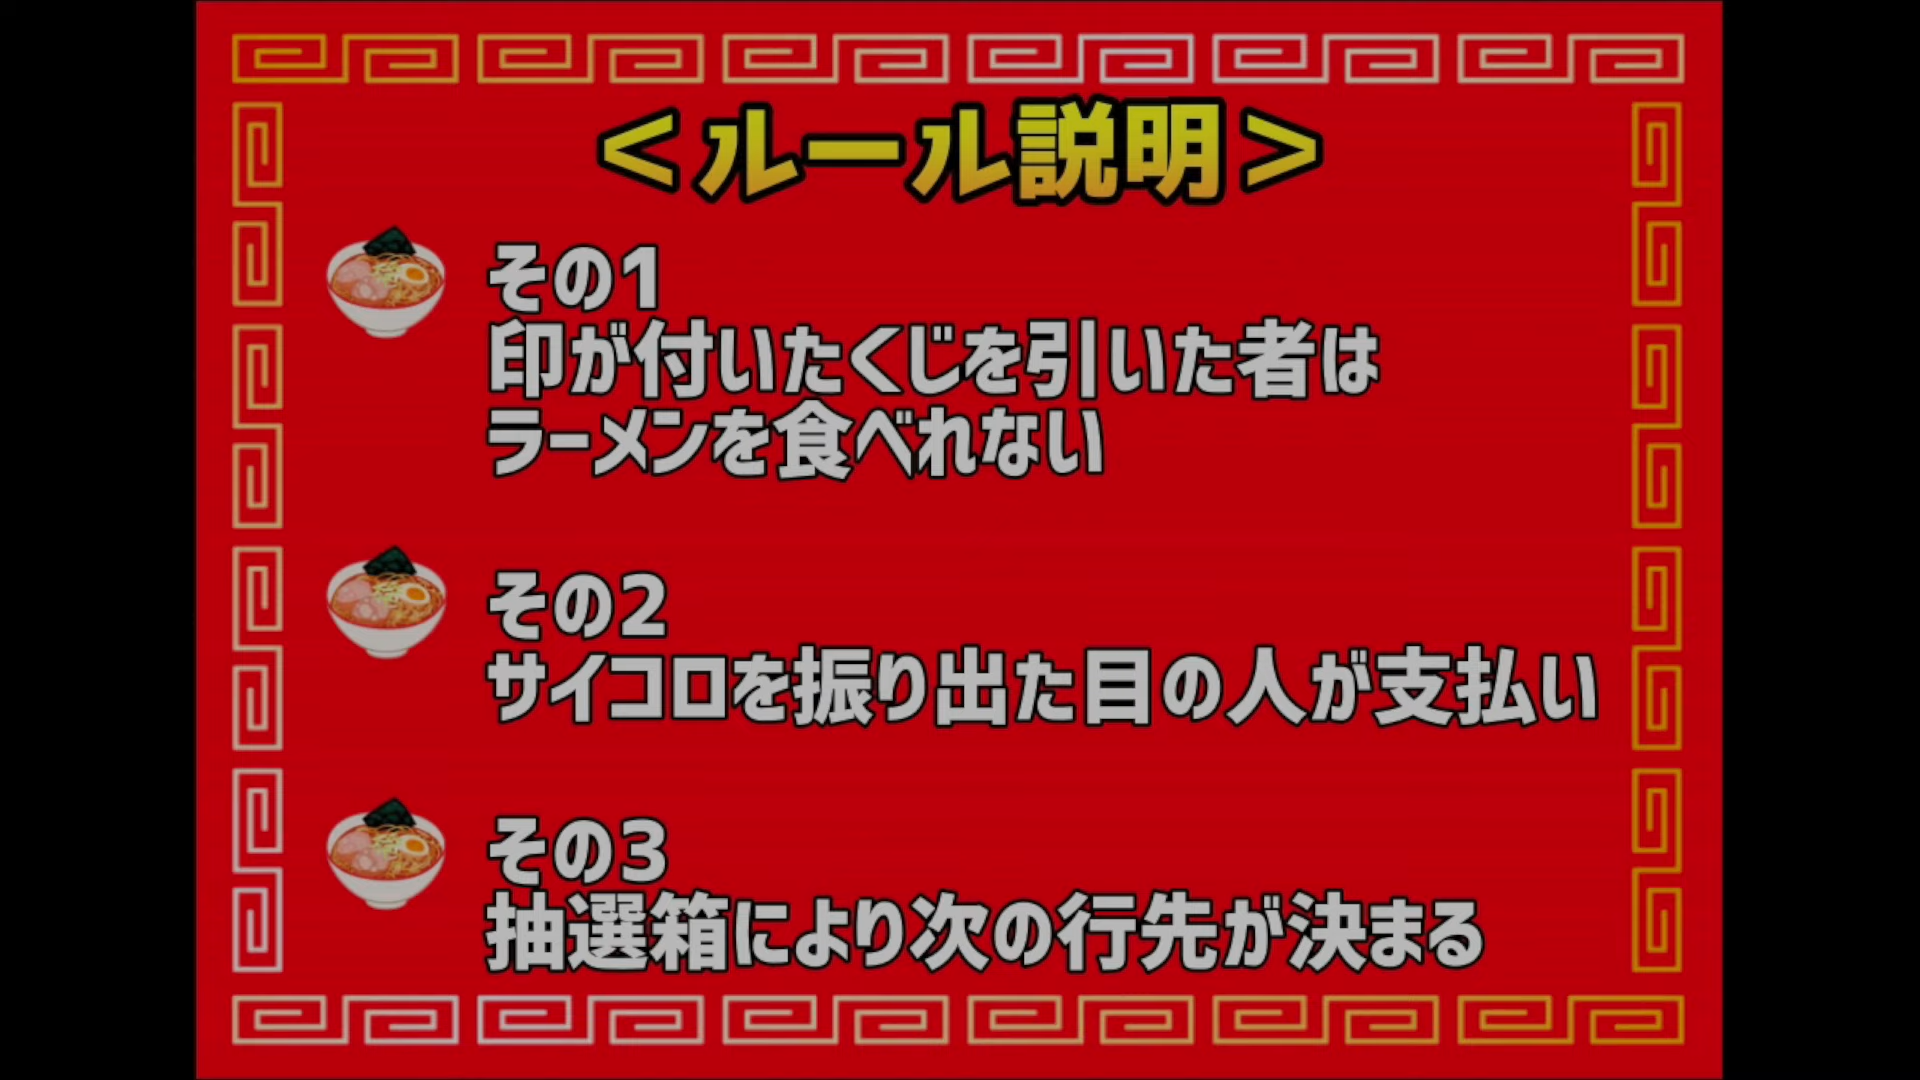 ＜ルール説明＞
その1
印が付いたくじを引いた者は
ラーメンを食べれない
その2
サイコロを振り出た目の人が支払い
その3
抽選箱により次の行先が決まる